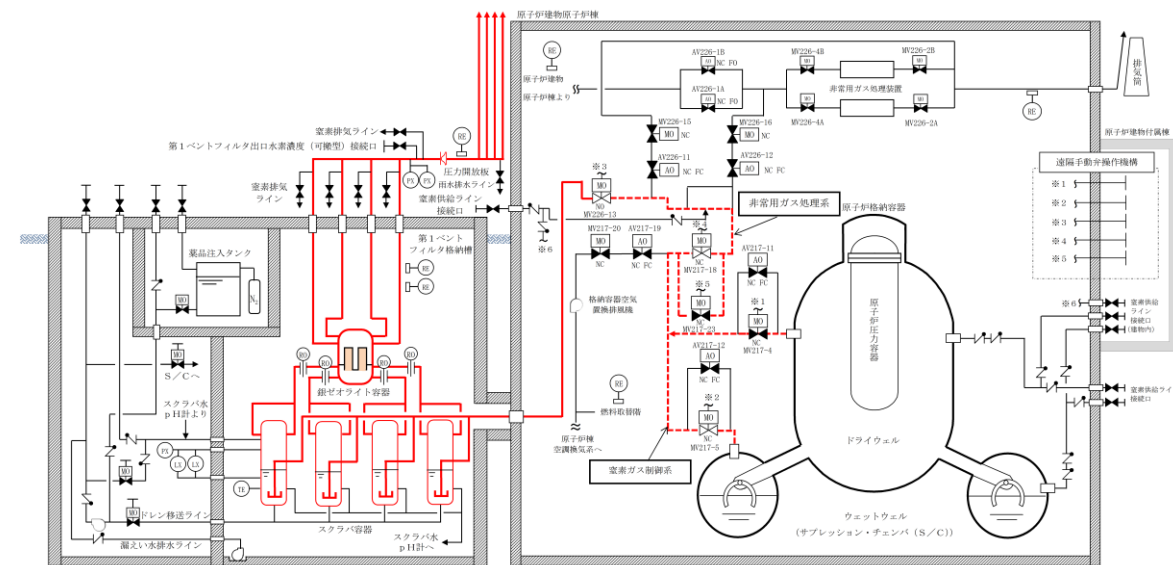 原子炉建物原子炉棟
RE
原子炉建物
原子炉棟より
AV226-1B
AO
NC FO
AV226-1A
AO
NC FO
MV226-4B
MO
MV226-2B
MO
非常用ガス処理装置
MO
MV226-4A
MO
MV226-2A
RE
排気筒
原子炉建物付属棟
遠隔手動弁操作機構
※1
※2
※3
※4
※5
窒素排気ライン
第1ベントフィルタ出口水素濃度(可搬型)接続口
RE
圧力開放板
PX
PX
雨水排水ライン
窒素排気
ライン
窒素供給ライン
接続口
※6
MV226-15
MO
NC
MV226-16
MO
NC
AV226-11
AO
NC FC
AV226-12
AO
NC FC
※3
MO
NO
MV226-13
非常用ガス処理系
原子炉格納容器
MV217-20
MO
NC
AV217-19
AO
NC FC
※4
MO
NC
MV217-18
AV217-11
AO
NC FC
※5
MO
NC
MV217-23
※1
MO
NC
MV217-4
AV217-12
AO
NC FC
※2
MO
NC
MV217-5
格納容器空気
置換排風機
RE
燃料取替階
原子炉棟
空調換気系へ
窒素ガス制御系
原子炉圧力容器
ドライウェル
ウェットウェル
(サプレッション・チェンバ(S/C))
※6
窒素供給
ライン
接続口
(建物内)
窒素供給ライ
接続口
第1ベント
フィルタ格納槽
RE
RE
薬品注入タンク
MO
N2
MO
S/Cへ
スクラバ水
pH計より
RO
RO
RO
RO
銀ゼオライト容器
PX
LX
LX
TE
MO
MO
ドレン移送ライン
漏えい水排水ライン
スクラバ容器
スクラバ水
pH計へ